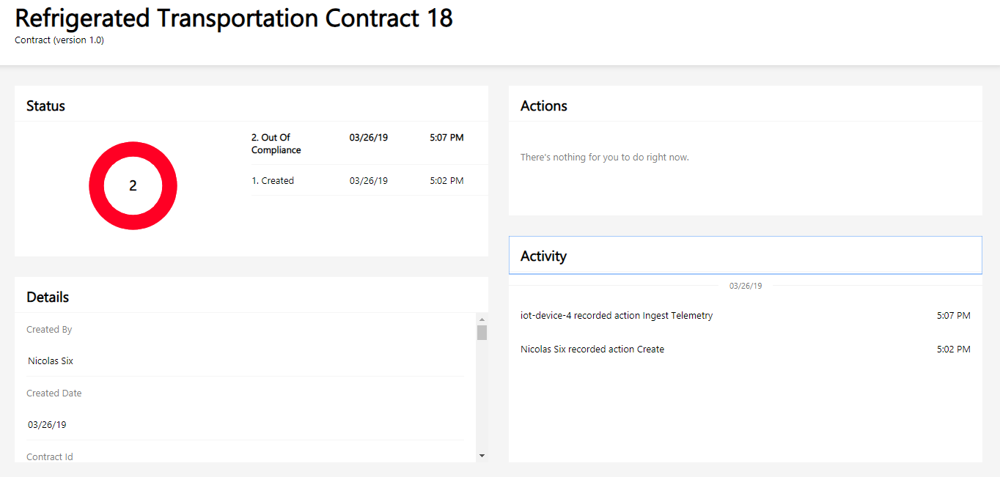 Refrigerated Transportation Contract 18
Contract (version 1.0)
Status
2
2. Out Of 03/26/19 5:07 PM
Compliance
1. Created 03/26/19 5:02 PM
Details
Created By
Nicolas Six
Created Date
03/26/19
Contract Id
Actions
There's nothing for you to do right now.
Activity
03/26/19
iot-device-4 recorded action Ingest Telemetry 5:07 PM
Nicolas Six recorded action Create 5:02 PM